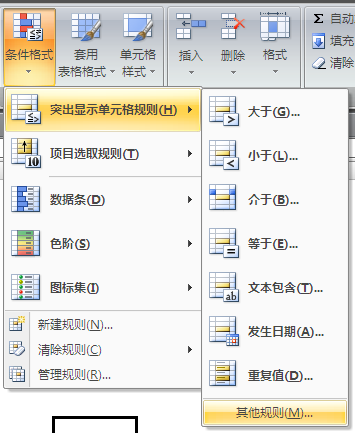 条件格式
套用
表格格式
单元格
样式
插入
删除
格式
Σ 自动
填充
清除
突出显示单元格规则(H)
项目选取规则(T)
数据条(D)
色阶(S)
图标集(I)
新建规则(N)...
清除规则(C)
管理规则(R)...
大于(G)...
小于(L)...
介于(B)...
等于(E)...
文本包含(T)...
发生日期(A)...
重复值(D)...
其他规则(M)...